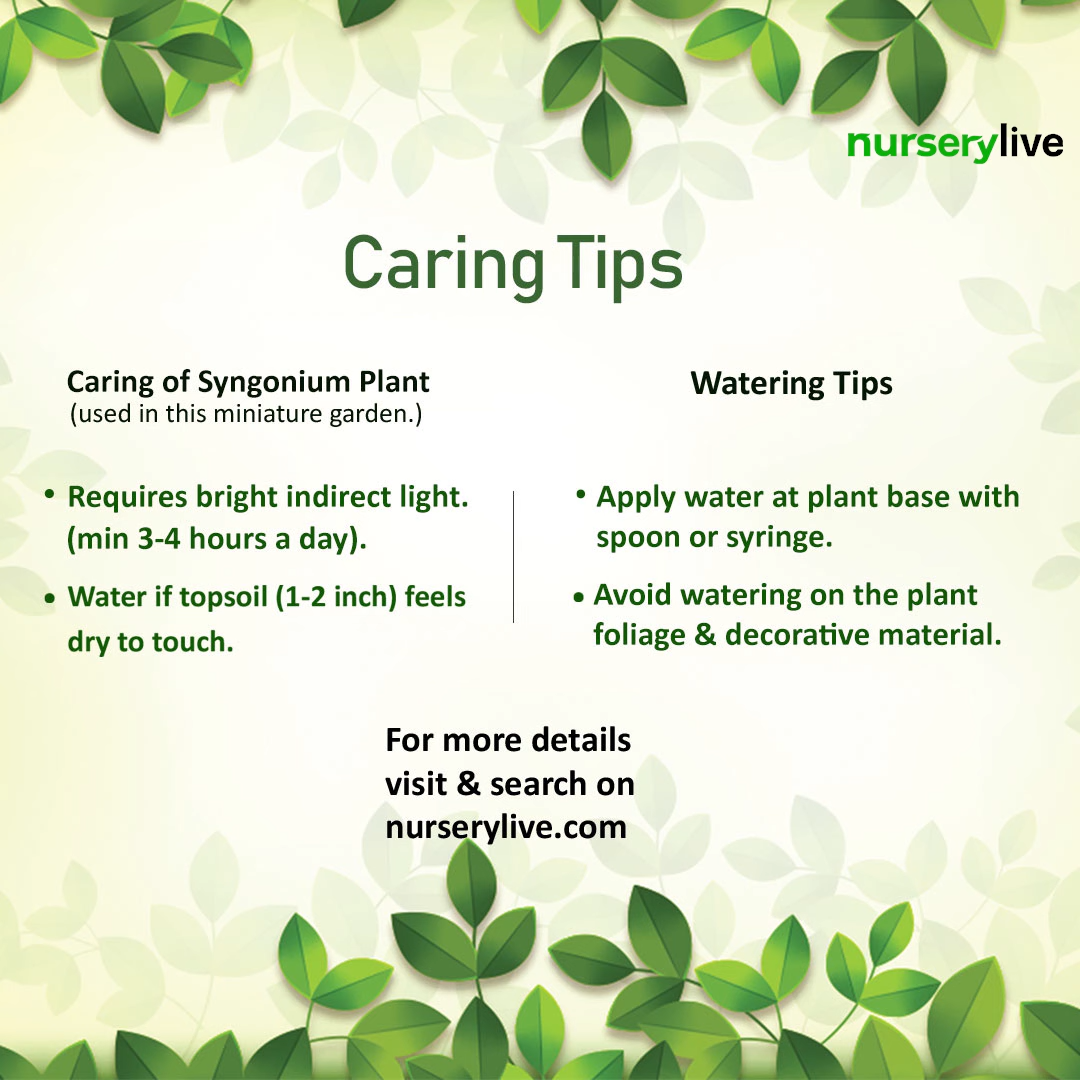 nurserylive
Caring Tips
Caring of Syngonium Plant
(used in this miniature garden.)
• Requires bright indirect light.
(min 3-4 hours a day).
• Water if topsoil (1-2 inch) feels
dry to touch.
Watering Tips
• Apply water at plant base with
spoon or syringe.
• Avoid watering on the plant
foliage & decorative material.
For more details
visit & search on
nurserylive.com